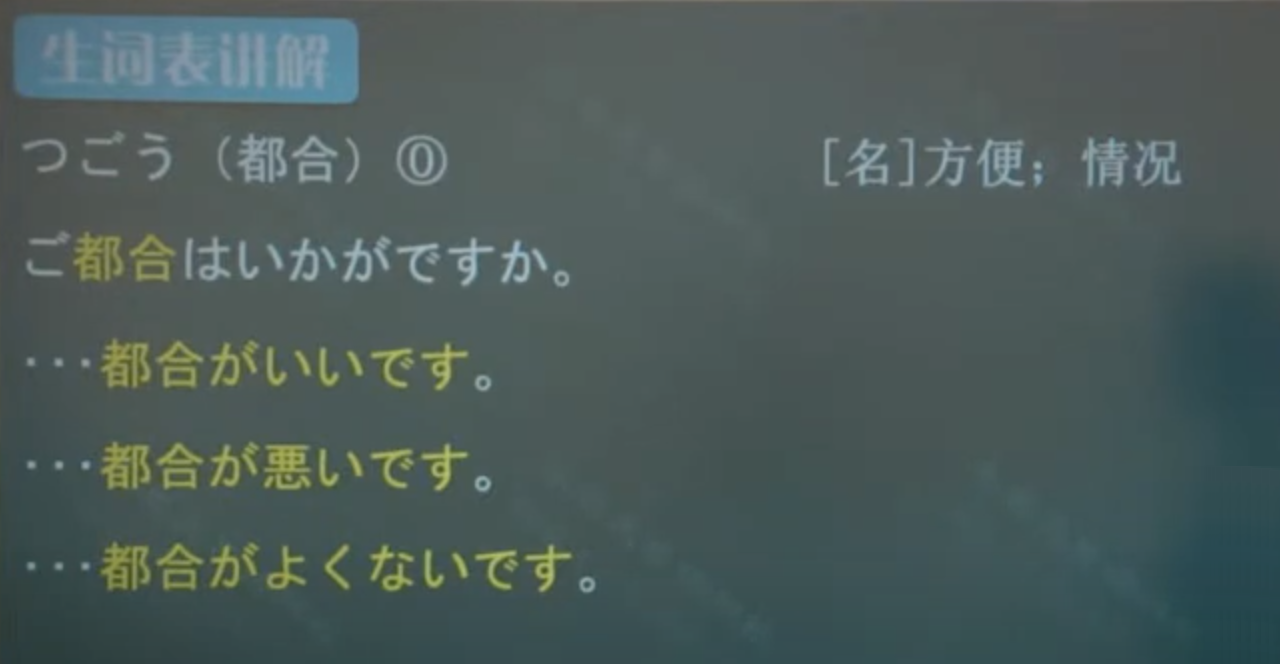 生词表讲解
つごう（都合）⓪ [名]方便；情况
ご都合はいかがですか。
···都合がいいです。
···都合が悪いです。
···都合がよくないです。